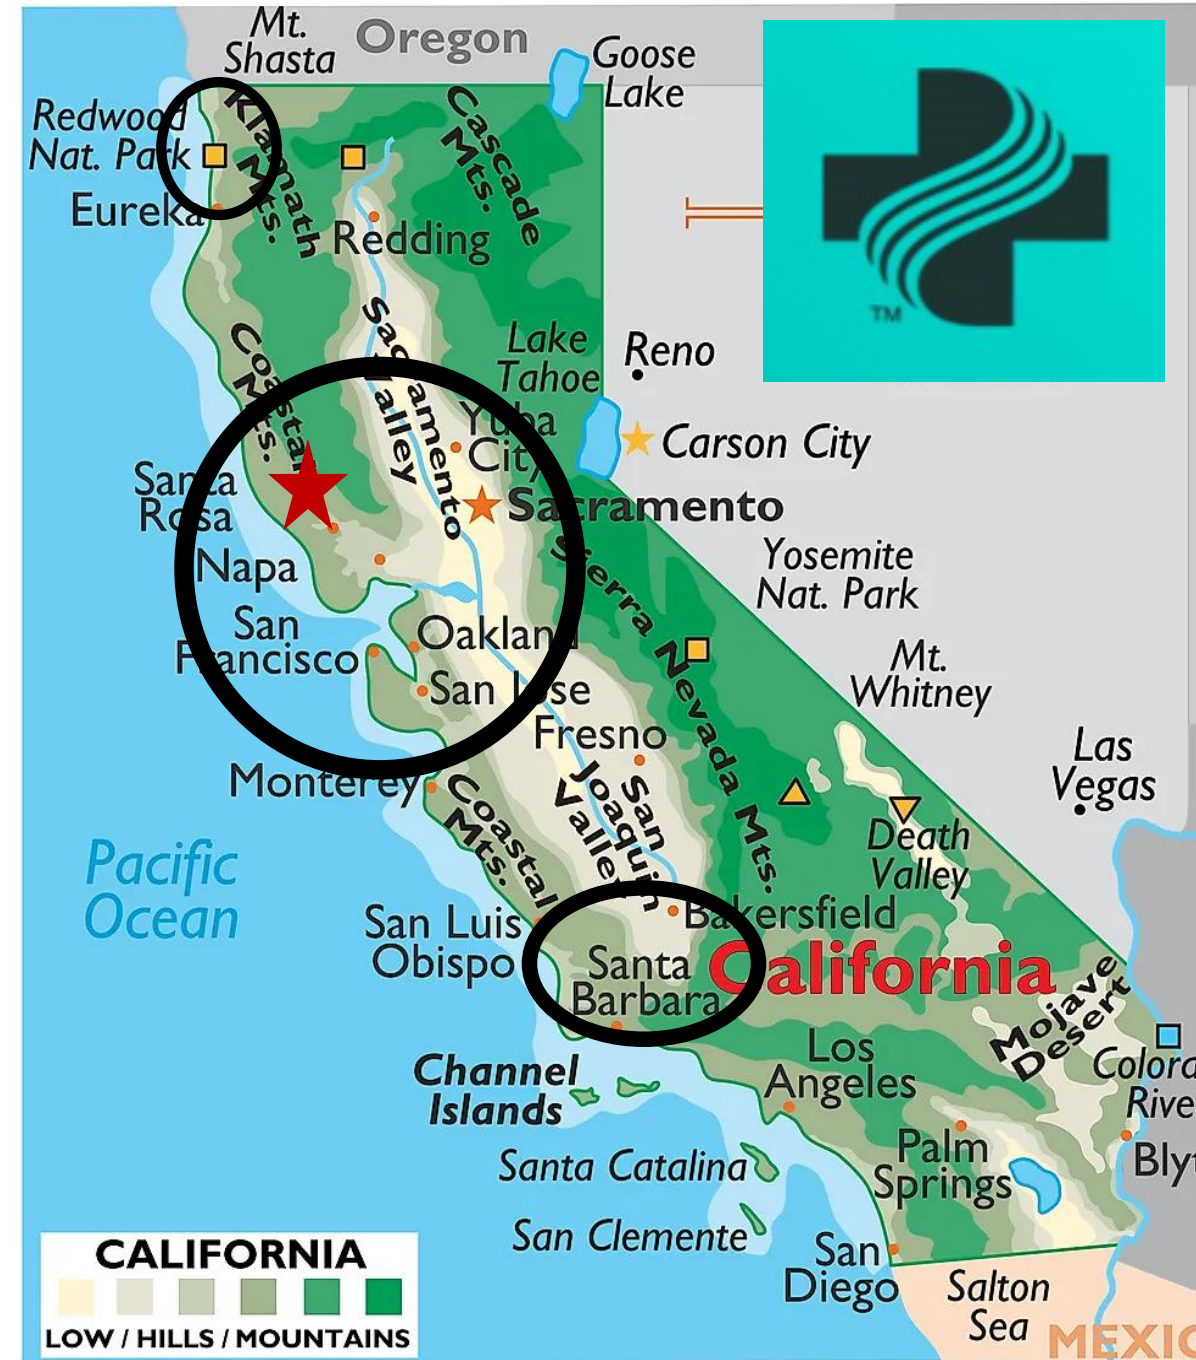 Mt.
Shasta
Oregon
Goose
Lake
Redwood
Nat. Park
Klamath
Mts.
Cascade
Mts.
Eureka
Redding
TM
Sacramento
Valley
Coastal
Mts.
Lake
Tahoe
Reno
Yuba
City
Carson City
Santa
Rosa
Sacramento
Napa
Sierra Nevada Mts.
Yosemite
Nat. Park
San
Francisco
Oakland
San Jose
Mt.
Whitney
Fresno
Las
Vegas
Monterey
Coastal
Mts.
San
Joaquin
Valley
Death
Valley
Pacific
Ocean
San Luis
Obispo
Bakersfield
Santa
Barbara
California
Mojave
Desert
Channel
Islands
Los
Angeles
Colora
Rive
Santa Catalina
Palm
Springs
Blyt
San Clemente
San
Diego
Salton
Sea
MEXIC
CALIFORNIA
LOW / HILLS / MOUNTAINS